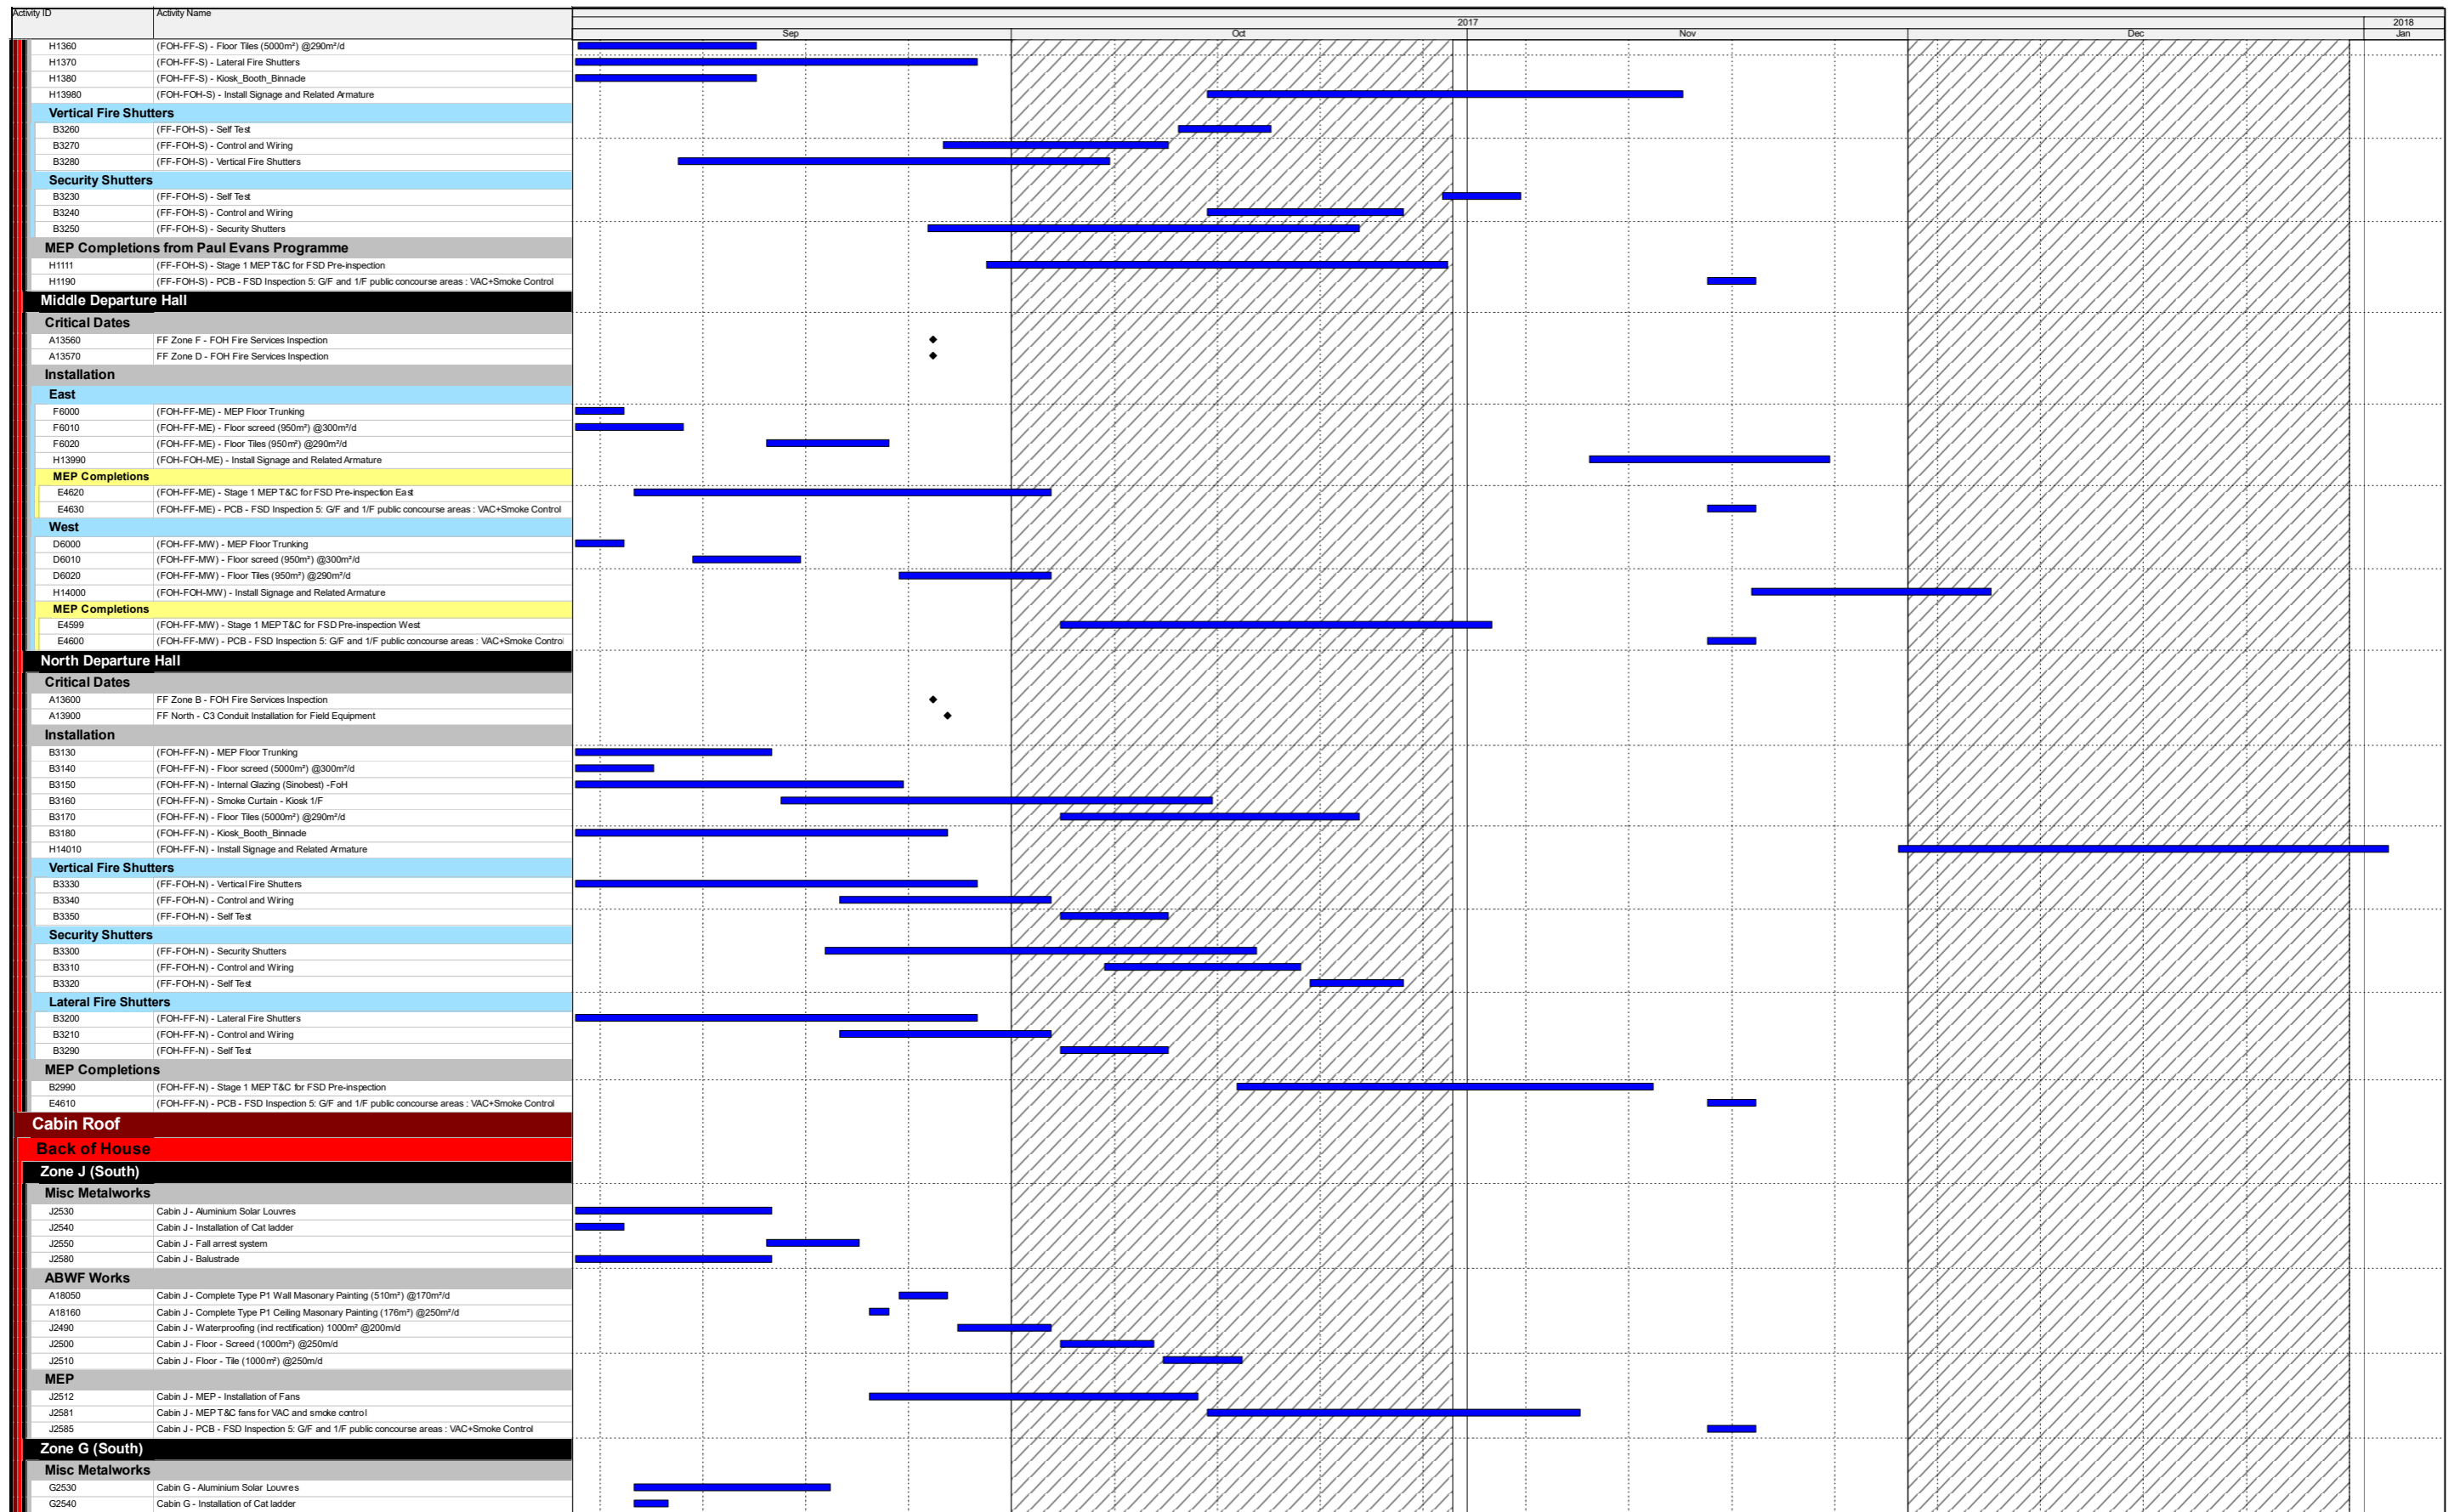 Activity ID Activity Name
2017 2018
Sep Oct Nov Dec Jan
H1360 (FOH-FF-S) - Floor Tiles (5000m²) @290m²/d
H1370 (FOH-FF-S) - Lateral Fire Shutters
H1380 (FOH-FF-S) - Kiosk_Booth_Binnacle
H13980 (FOH-FOH-S) - Install Signage and Related Armature
Vertical Fire Shutters
B3260 (FF-FOH-S) - Self Test
B3270 (FF-FOH-S) - Control and Wiring
B3280 (FF-FOH-S) - Vertical Fire Shutters
Security Shutters
B3230 (FF-FOH-S) - Self Test
B3240 (FF-FOH-S) - Control and Wiring
B3250 (FF-FOH-S) - Security Shutters
MEP Completions from Paul Evans Programme
H1111 (FF-FOH-S) - Stage 1 MEP T&C for FSD Pre-inspection
H1190 (FF-FOH-S) - PCB - FSD Inspection 5: G/F and 1/F public concourse areas : VAC+Smoke Control
Middle Departure Hall
Critical Dates
A13560 FF Zone F - FOH Fire Services Inspection
A13570 FF Zone D - FOH Fire Services Inspection
Installation
East
F6000 (FOH-FF-ME) - MEP Floor Trunking
F6010 (FOH-FF-ME) - Floor screed (950m²) @300m²/d
F6020 (FOH-FF-ME) - Floor Tiles (950m²) @290m²/d
H13990 (FOH-FOH-ME) - Install Signage and Related Armature
MEP Completions
E4620 (FOH-FF-ME) - Stage 1 MEP T&C for FSD Pre-inspection East
E4630 (FOH-FF-ME) - PCB - FSD Inspection 5: G/F and 1/F public concourse areas : VAC+Smoke Control
West
D6000 (FOH-FF-MW) - MEP Floor Trunking
D6010 (FOH-FF-MW) - Floor screed (950m²) @300m²/d
D6020 (FOH-FF-MW) - Floor Tiles (950m²) @290m²/d
H14000 (FOH-FOH-MW) - Install Signage and Related Armature
MEP Completions
E4599 (FOH-FF-MW) - Stage 1 MEP T&C for FSD Pre-inspection West
E4600 (FOH-FF-MW) - PCB - FSD Inspection 5: G/F and 1/F public concourse areas : VAC+Smoke Control
North Departure Hall
Critical Dates
A13600 FF Zone B - FOH Fire Services Inspection
A13900 FF North - C3 Conduit Installation for Field Equipment
Installation
B3130 (FOH-FF-N) - MEP Floor Trunking
B3140 (FOH-FF-N) - Floor screed (5000m²) @300m²/d
B3150 (FOH-FF-N) - Internal Glazing (Sinobest) -FoH
B3160 (FOH-FF-N) - Smoke Curtain - Kiosk 1/F
B3170 (FOH-FF-N) - Floor Tiles (5000m²) @290m²/d
B3180 (FOH-FF-N) - Kiosk_Booth_Binnacle
H14010 (FOH-FF-N) - Install Signage and Related Armature
Vertical Fire Shutters
B3330 (FF-FOH-N) - Vertical Fire Shutters
B3340 (FF-FOH-N) - Control and Wiring
B3350 (FF-FOH-N) - Self Test
Security Shutters
B3300 (FF-FOH-N) - Security Shutters
B3310 (FF-FOH-N) - Control and Wiring
B3320 (FF-FOH-N) - Self Test
Lateral Fire Shutters
B3200 (FOH-FF-N) - Lateral Fire Shutters
B3210 (FOH-FF-N) - Control and Wiring
B3290 (FOH-FF-N) - Self Test
MEP Completions
B2990 (FOH-FF-N) - Stage 1 MEP T&C for FSD Pre-inspection
E4610 (FOH-FF-N) - PCB - FSD Inspection 5: G/F and 1/F public concourse areas : VAC+Smoke Control
Cabin Roof
Back of House
Zone J (South)
Misc Metalworks
J2530 Cabin J - Aluminium Solar Louvres
J2540 Cabin J - Installation of Cat ladder
J2550 Cabin J - Fall arrest system
J2580 Cabin J - Balustrade
ABWF Works
A18050 Cabin J - Complete Type P1 Wall Masonary Painting (510m²) @170m²/d
A18160 Cabin J - Complete Type P1 Ceiling Masonary Painting (176m²) @250m²/d
J2490 Cabin J - Waterproofing (incl rectification) 1000m² @200m/d
J2500 Cabin J - Floor - Screed (1000m²) @250m/d
J2510 Cabin J - Floor - Tile (1000m²) @250m/d
MEP
J2512 Cabin J - MEP - Installation of Fans
J2581 Cabin J - MEP T&C fans for VAC and smoke control
J2585 Cabin J - PCB - FSD Inspection 5: G/F and 1/F public concourse areas : VAC+Smoke Control
Zone G (South)
Misc Metalworks
G2530 Cabin G - Aluminium Solar Louvres
G2540 Cabin G - Installation of Cat ladder